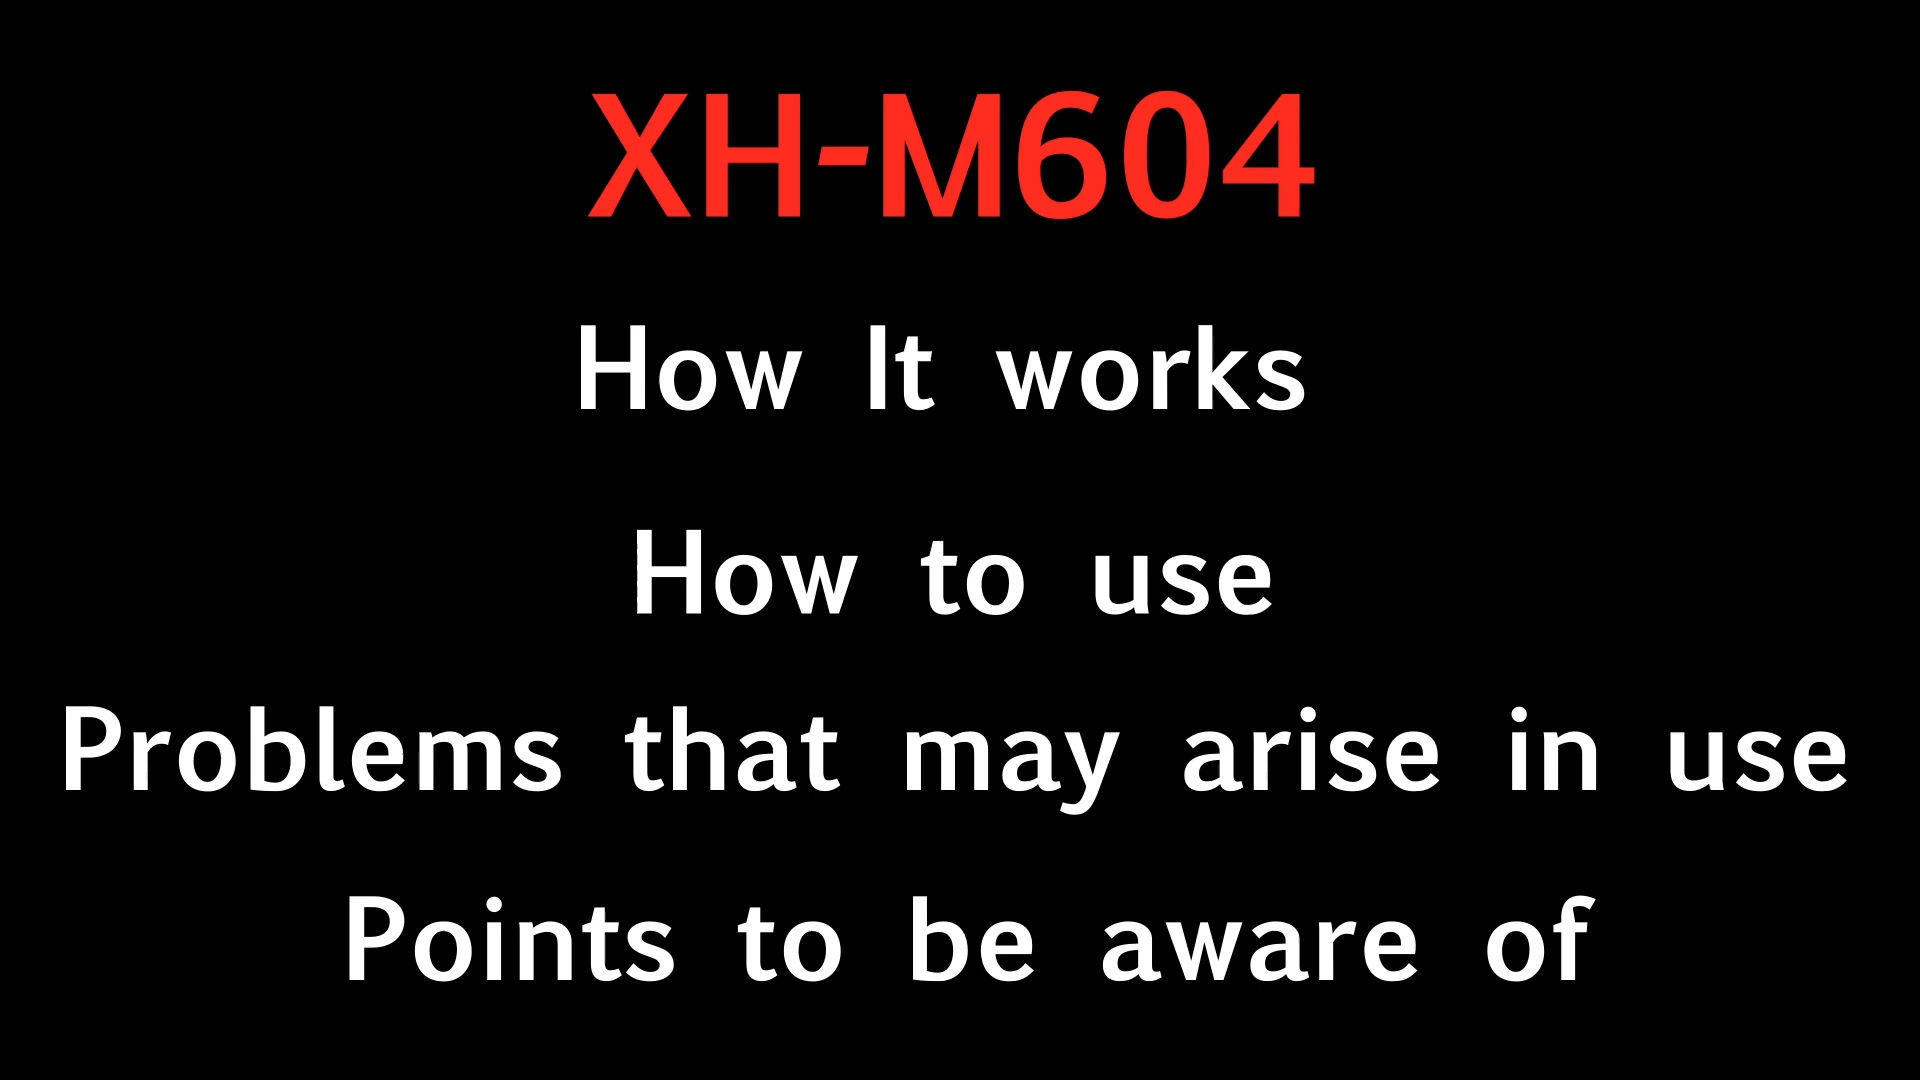 XH-M604
How It works
How to use
Problems that may arise in use
Points to be aware of